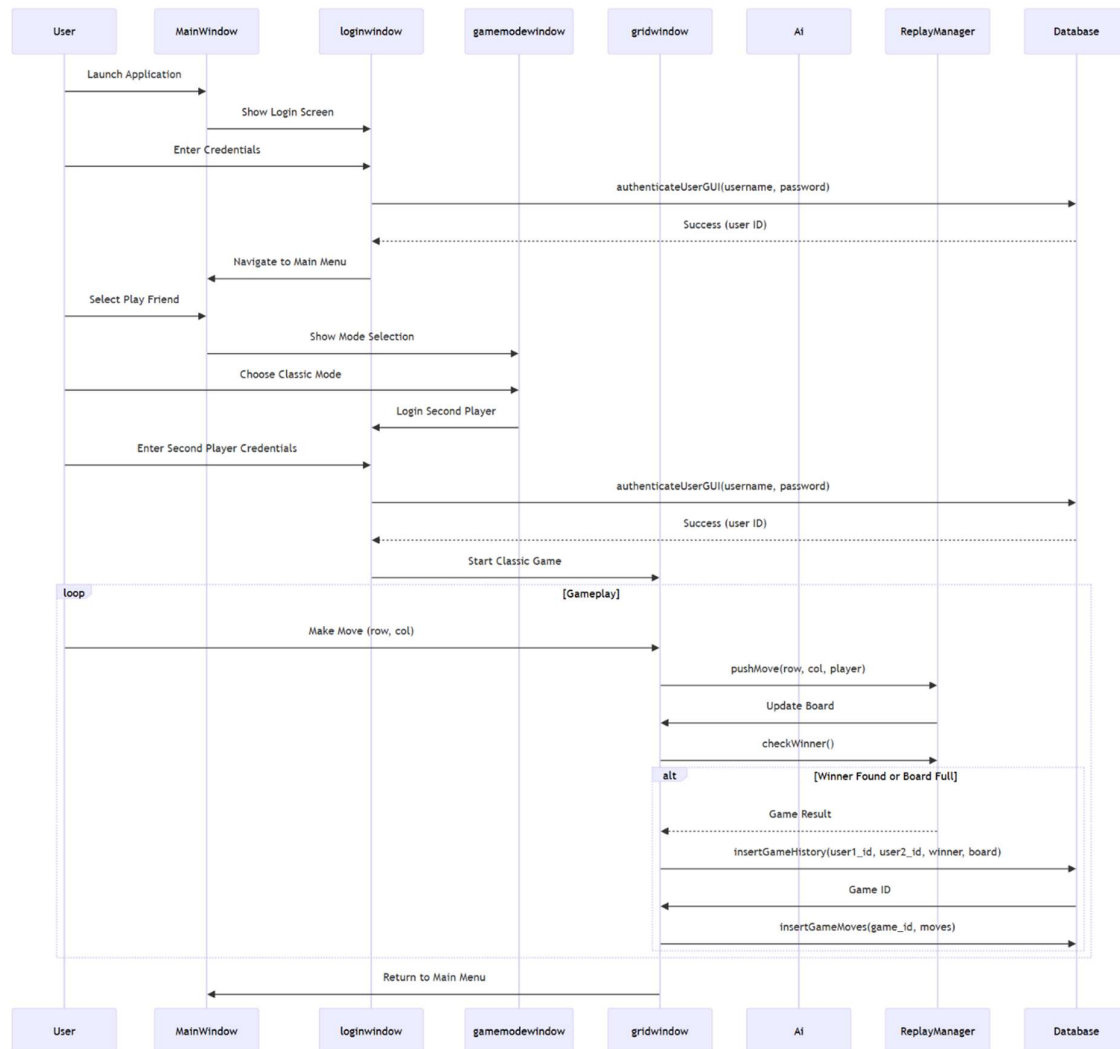 User
MainWindow
loginwindow
gamemodewindow
gridwindow
Ai
ReplayManager
Database
Launch Application
Show Login Screen
Enter Credentials
authenticateUserGUI(username, password)
Success (user ID)
Navigate to Main Menu
Select Play Friend
Show Mode Selection
Choose Classic Mode
Login Second Player
Enter Second Player Credentials
authenticateUserGUI(username, password)
Success (user ID)
Start Classic Game
loop
[Gameplay]
Make Move (row, col)
pushMove(row, col, player)
Update Board
checkWinner()
alt
[Winner Found or Board Full]
Game Result
insertGameHistory(user1_id, user2_id, winner, board)
Game ID
insertGameMoves(game_id, moves)
Return to Main Menu
User
MainWindow
loginwindow
gamemodewindow
gridwindow
Ai
ReplayManager
Database